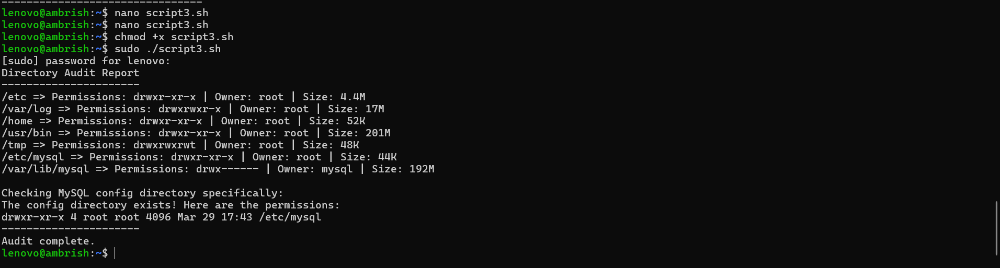 --------------------------------
lenovo@ambrish:~$ nano script3.sh
lenovo@ambrish:~$ nano script3.sh
lenovo@ambrish:~$ chmod +x script3.sh
lenovo@ambrish:~$ sudo ./script3.sh
[sudo] password for lenovo:
Directory Audit Report
----------------------
/etc => Permissions: drwxr-xr-x | Owner: root | Size: 4.4M
/var/log => Permissions: drwxrwxr-x | Owner: root | Size: 17M
/home => Permissions: drwxr-xr-x | Owner: root | Size: 52K
/usr/bin => Permissions: drwxr-xr-x | Owner: root | Size: 201M
/tmp => Permissions: drwxrwxrwt | Owner: root | Size: 48K
/etc/mysql => Permissions: drwxr-xr-x | Owner: root | Size: 44K
/var/lib/mysql => Permissions: drwx------ | Owner: mysql | Size: 192M

Checking MySQL config directory specifically:
The config directory exists! Here are the permissions:
drwxr-xr-x 4 root root 4096 Mar 29 17:43 /etc/mysql
----------------------
Audit complete.
lenovo@ambrish:~$